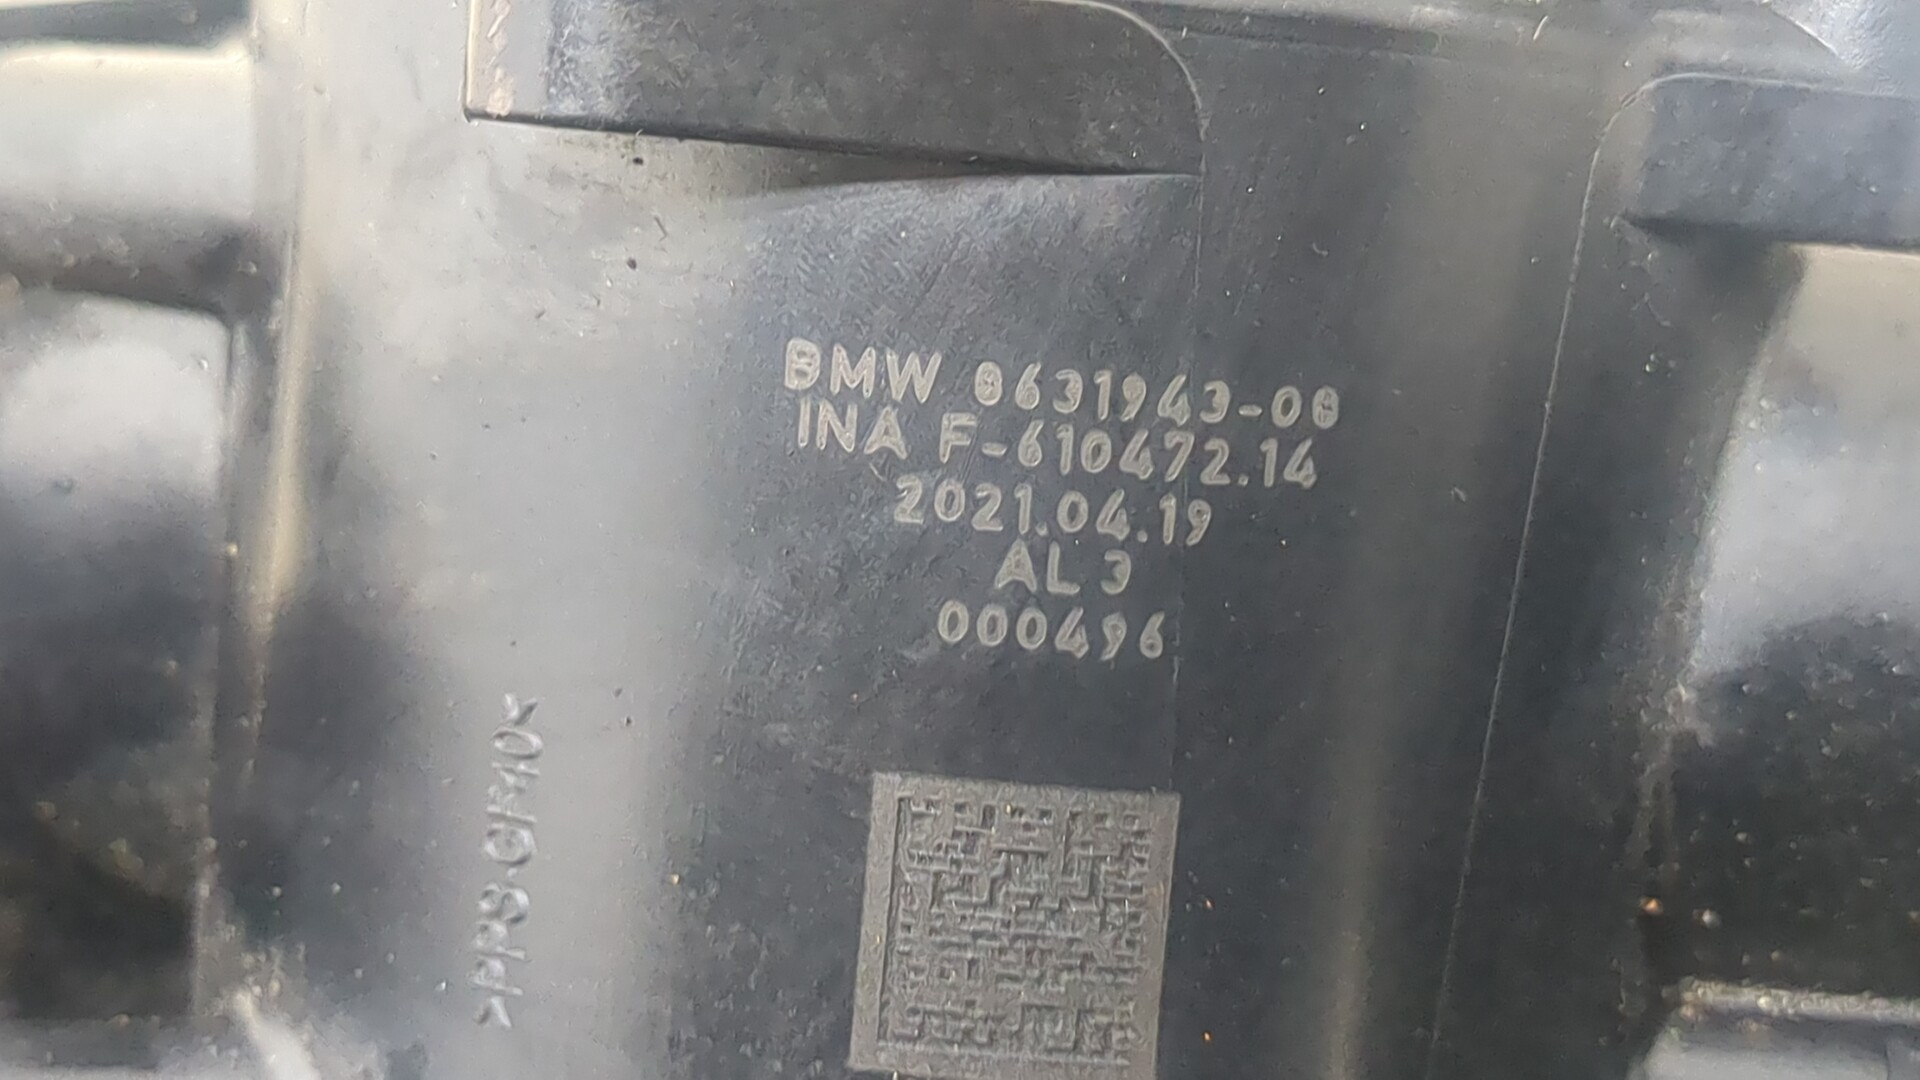 BMW 8631943-08
INA F-610472.14
2021.04.19
AL 3
000496
>PPS-GF40<